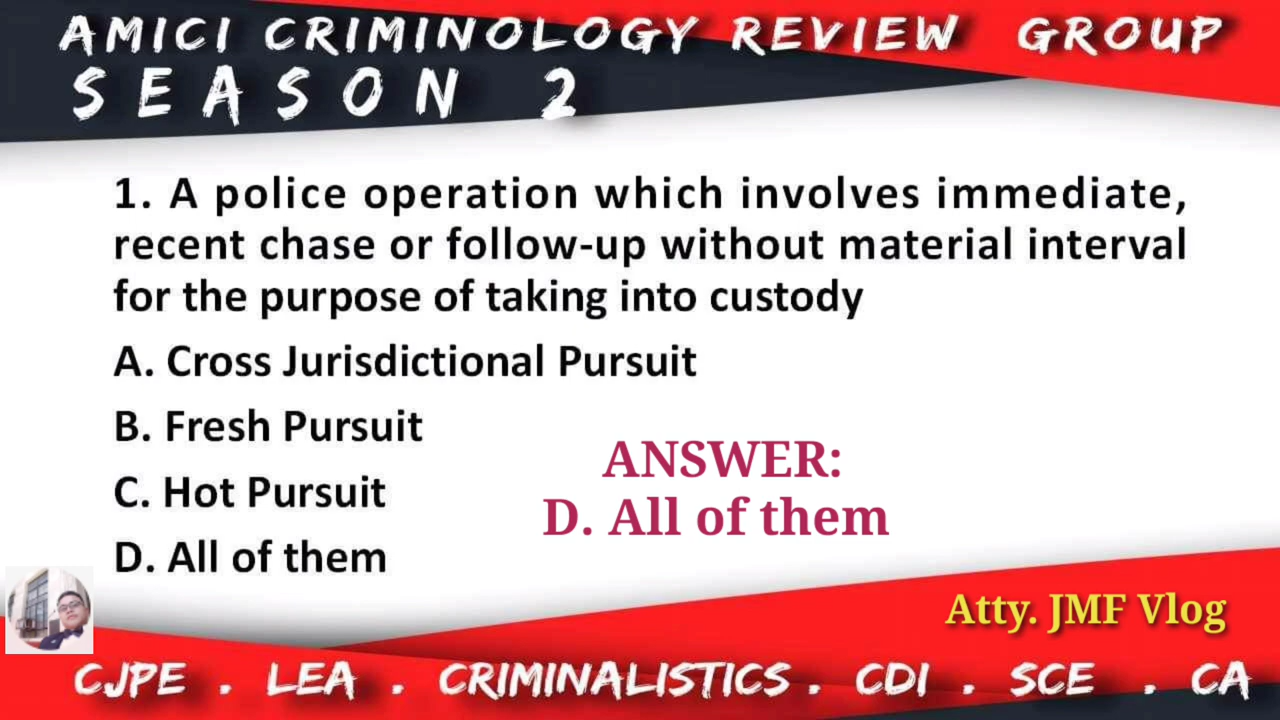 AMICI CRIMINOLOGY REVIEW GROUP
SEASON 2
1. A police operation which involves immediate,
recent chase or follow-up without material interval
for the purpose of taking into custody
A. Cross Jurisdictional Pursuit
B. Fresh Pursuit
C. Hot Pursuit
D. All of them
ANSWER:
D. All of them
Atty. JMF Vlog
CJPE . LEA . CRIMINALISTICS . CDI . SCE . CA